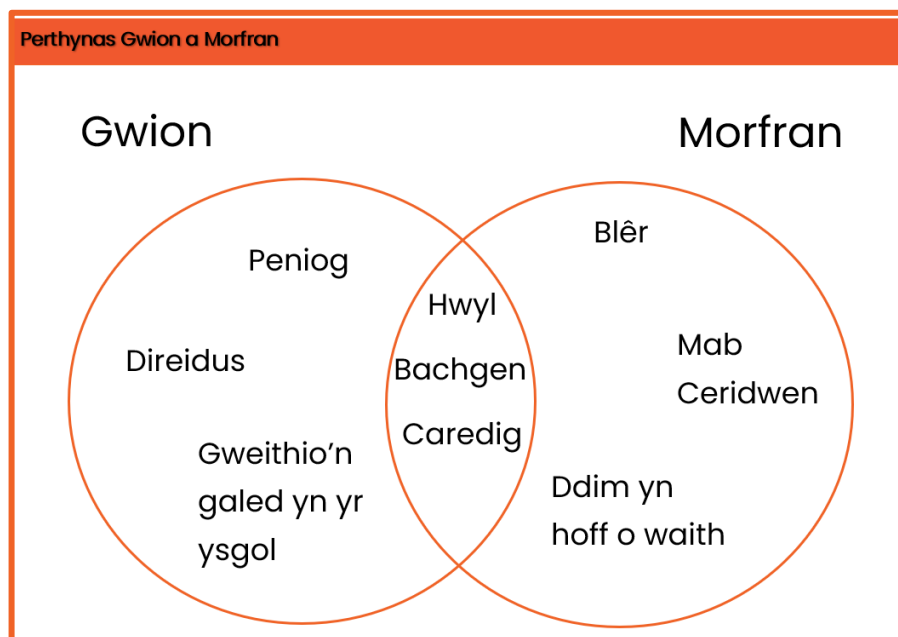 Perthynas Gwion a Morfran
Gwion
Morfran
Peniog
Direidus
Gweithio'n
galed yn yr
ysgol
Hwyl
Bachgen
Caredig
Blêr
Mab
Ceridwen
Ddim yn
hoff o waith